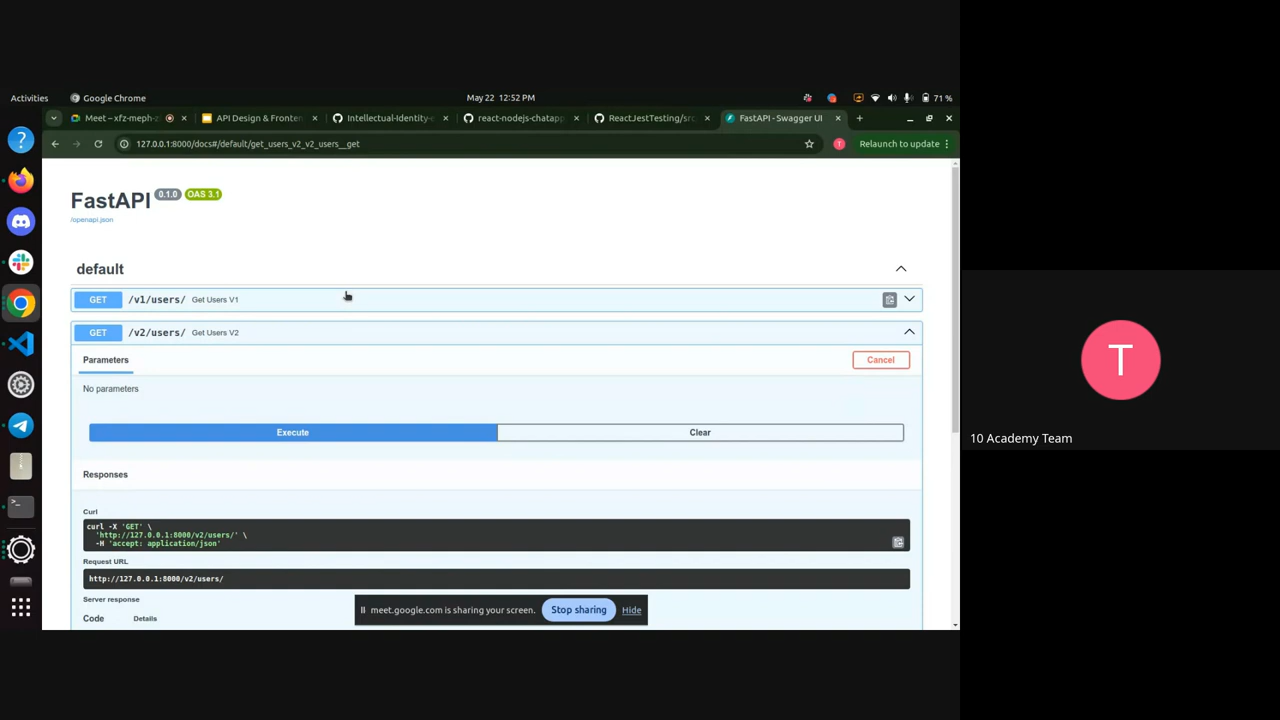 Activities
Google Chrome
May 22 12:52 PM
71 %
Meet – xfz-meph-
API Design & Fronten
Intellectual-Identity-
react-nodejs-chatapp
ReactJestTesting/src
FastAPI - Swagger UI
127.0.0.1:8000/docs#/default/get_users_v2_v2_users__get
T
Relaunch to update
FastAPI 0.1.0 OAS 3.1
/openapi.json
default
GET /v1/users/ Get Users V1
GET /v2/users/ Get Users V2
Parameters
Cancel
No parameters
Execute
Clear
Responses
Curl
curl -X 'GET' \
'http://127.0.0.1:8000/v2/users/' \
-H 'accept: application/json'
Request URL
http://127.0.0.1:8000/v2/users/
Server response
Code Details
meet.google.com is sharing your screen.
Stop sharing
Hide
T
10 Academy Team